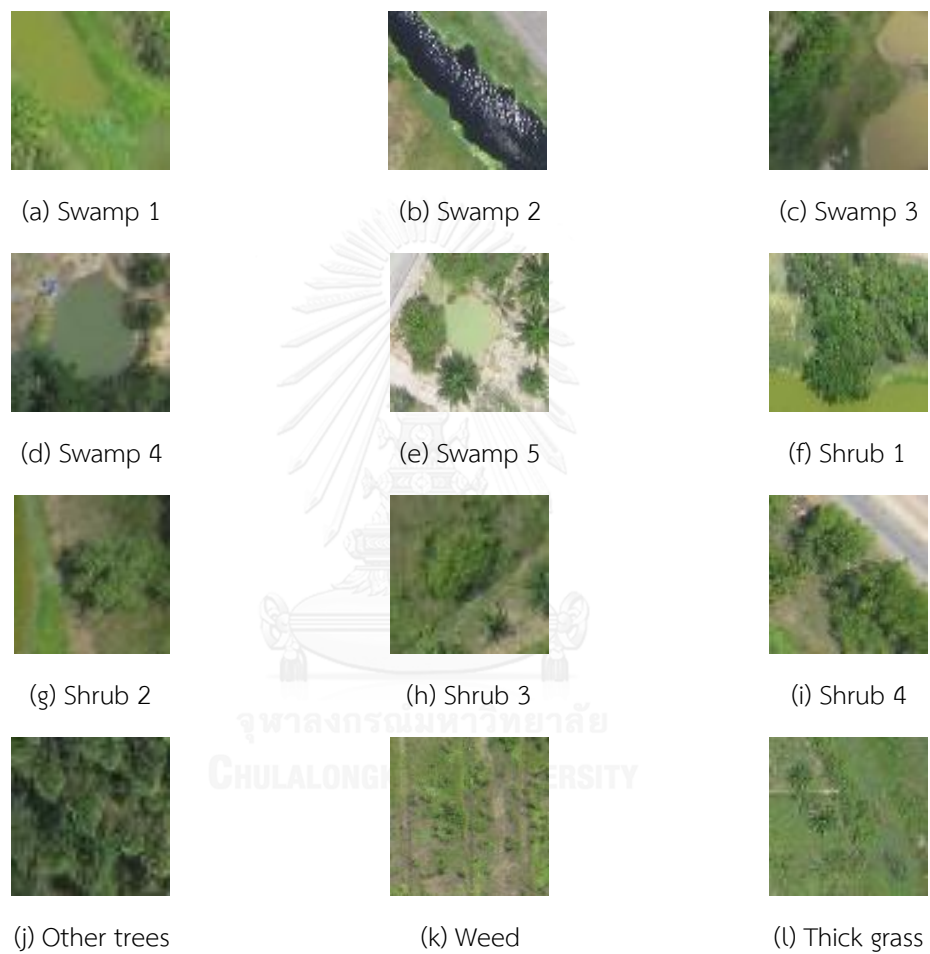 (a) Swamp 1
(b) Swamp 2
(c) Swamp 3
(d) Swamp 4
(e) Swamp 5
(f) Shrub 1
(g) Shrub 2
(h) Shrub 3
(i) Shrub 4
จุฬาลงกรณ์มหาวิทยาลัย
CHULALONGKORN UNIVERSITY
(j) Other trees
(k) Weed
(l) Thick grass